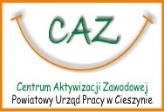 CAZ
Centrum Aktywizacji Zawodowej
Powiatowy Urząd Pracy w Cieszynie